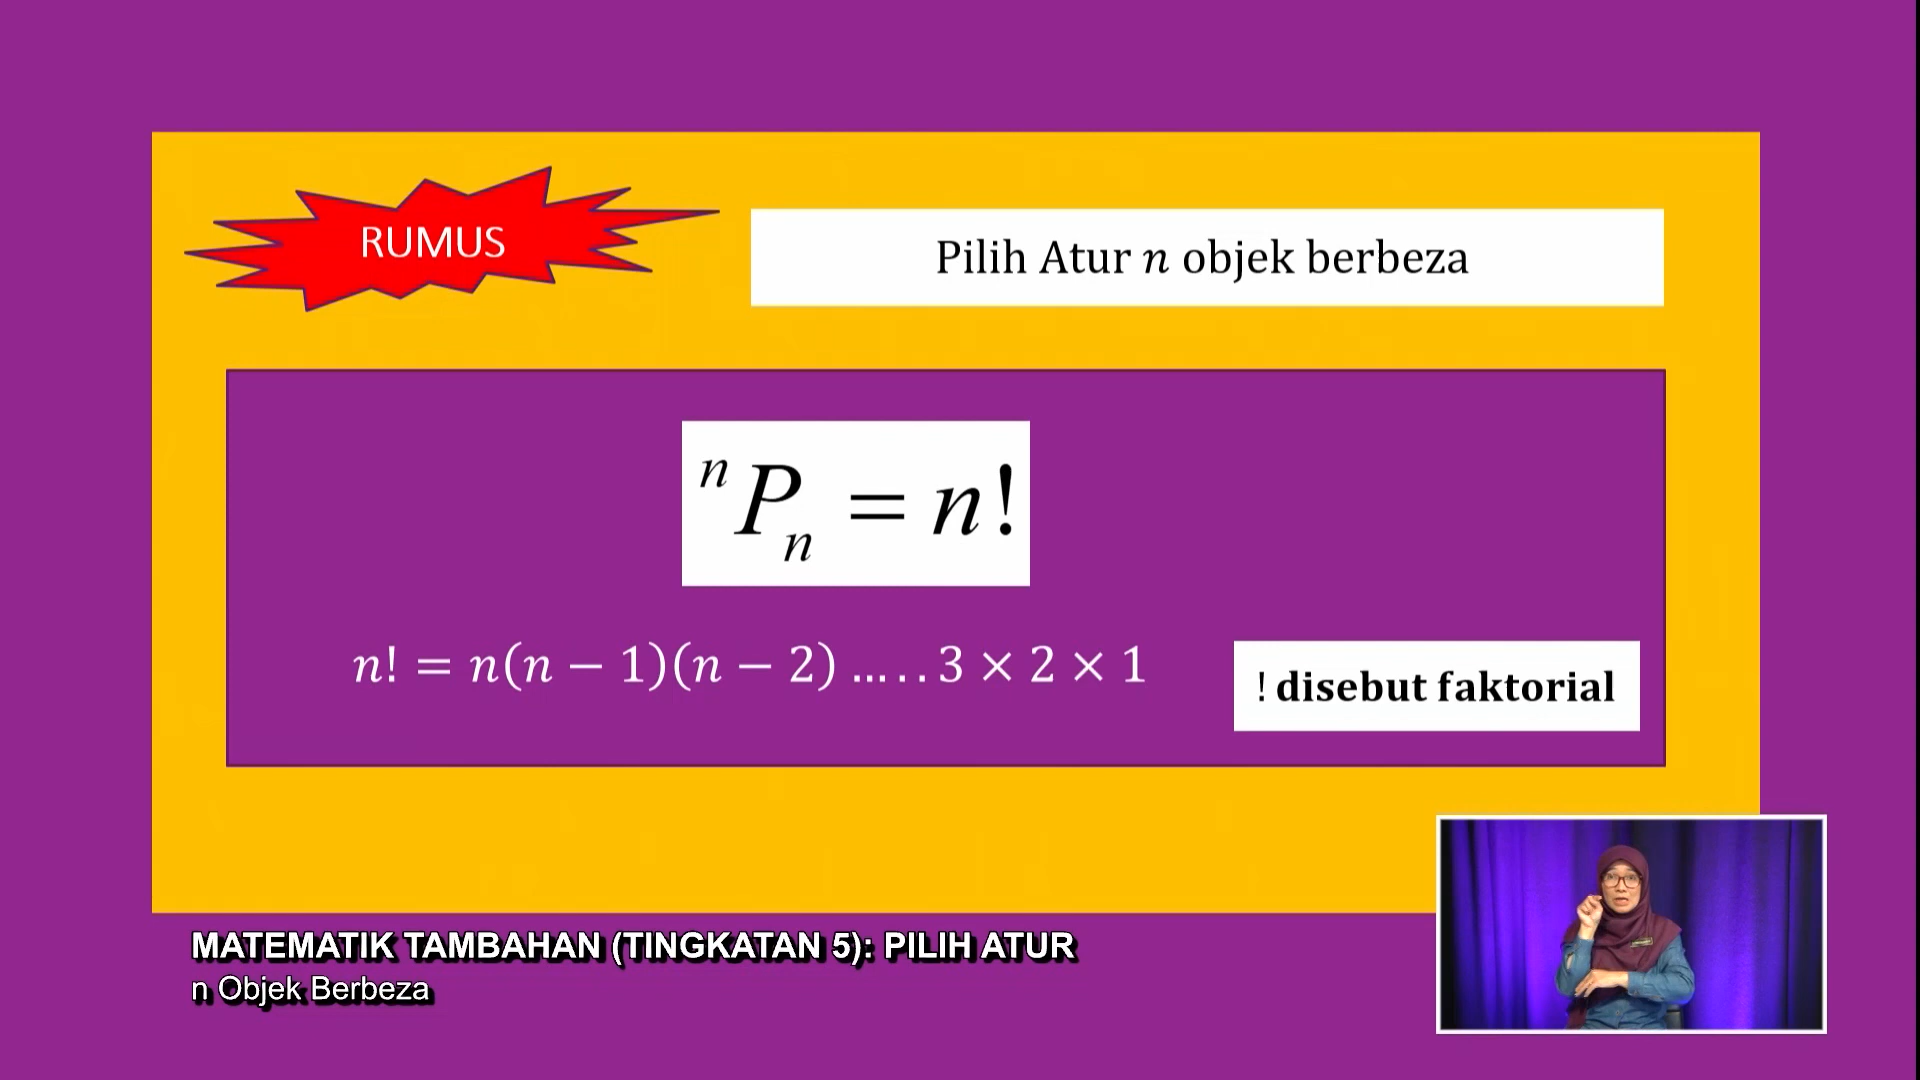 RUMUS
Pilih Atur n objek berbeza
ⁿPₙ = n!
n! = n(n − 1)(n − 2) … . . 3 × 2 × 1
! disebut faktorial
MATEMATIK TAMBAHAN (TINGKATAN 5): PILIH ATUR
n Objek Berbeza